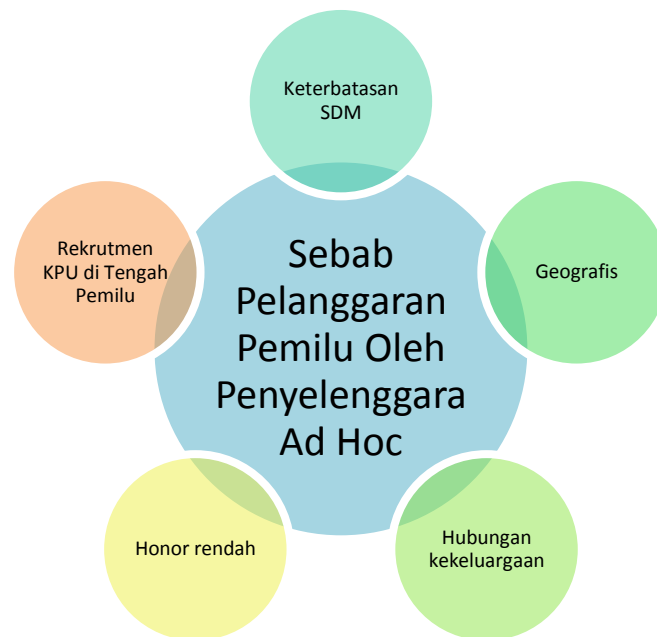 Keterbatasan
SDM
Rekrutmen
KPU di Tengah
Pemilu
Sebab
Pelanggaran
Pemilu Oleh
Penyelenggara
Ad Hoc
Geografis
Honor rendah
Hubungan
kekeluargaan